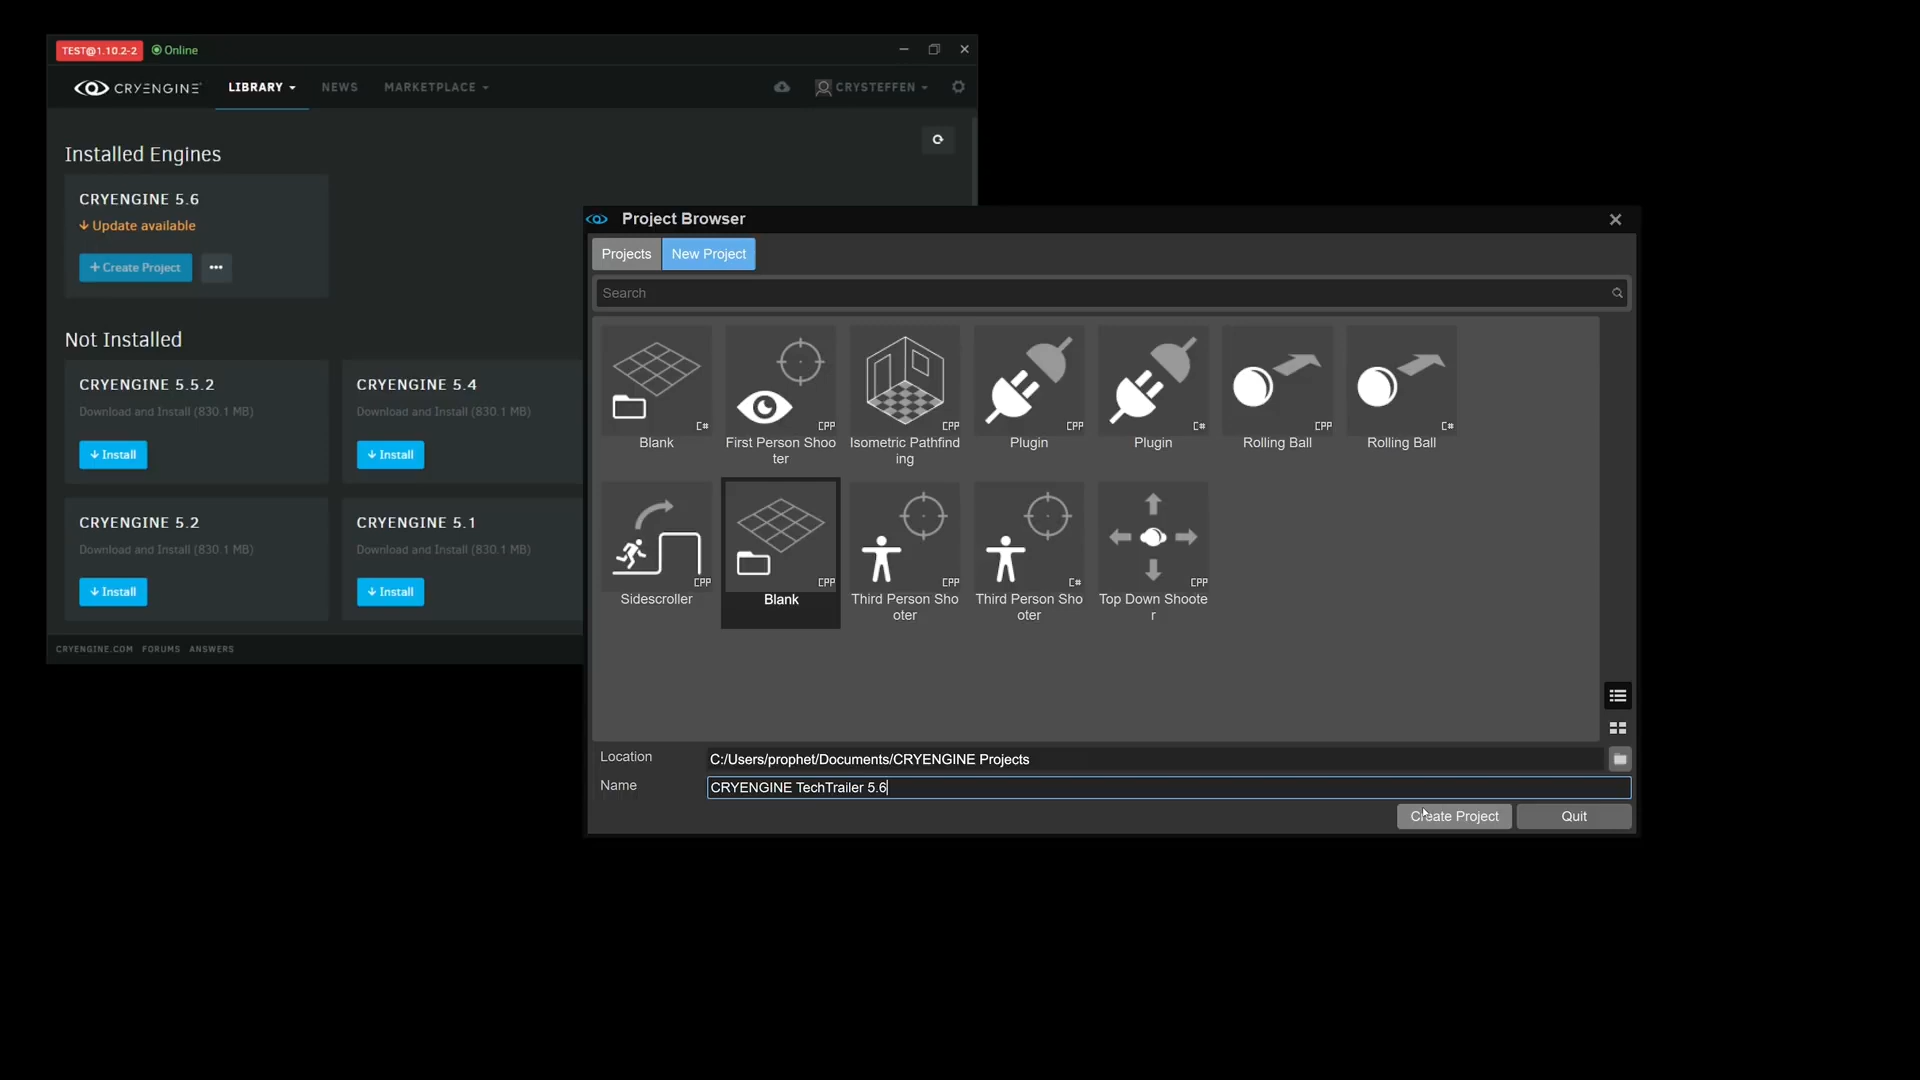 TEST@1.10.2-2 Online
CRYENGINE LIBRARY NEWS MARKETPLACE CRYSTEFFEN
Installed Engines
CRYENGINE 5.6
Update available
+ Create Project •••
Not Installed
CRYENGINE 5.5.2
Download and Install (830.1 MB)
Install
CRYENGINE 5.4
Download and Install (830.1 MB)
Install
CRYENGINE 5.2
Download and Install (830.1 MB)
Install
CRYENGINE 5.1
Download and Install (830.1 MB)
Install
CRYENGINE.COM FORUMS ANSWERS
Project Browser
Projects New Project
Search
C#
Blank
CPP
First Person Shoo
ter
CPP
Isometric Pathfind
ing
CPP
Plugin
C#
Plugin
CPP
Rolling Ball
C#
Rolling Ball
CPP
Sidescroller
CPP
Blank
CPP
Third Person Sho
oter
C#
Third Person Sho
oter
CPP
Top Down Shoote
r
Location C:/Users/prophet/Documents/CRYENGINE Projects
Name CRYENGINE TechTrailer 5.6
Create Project Quit